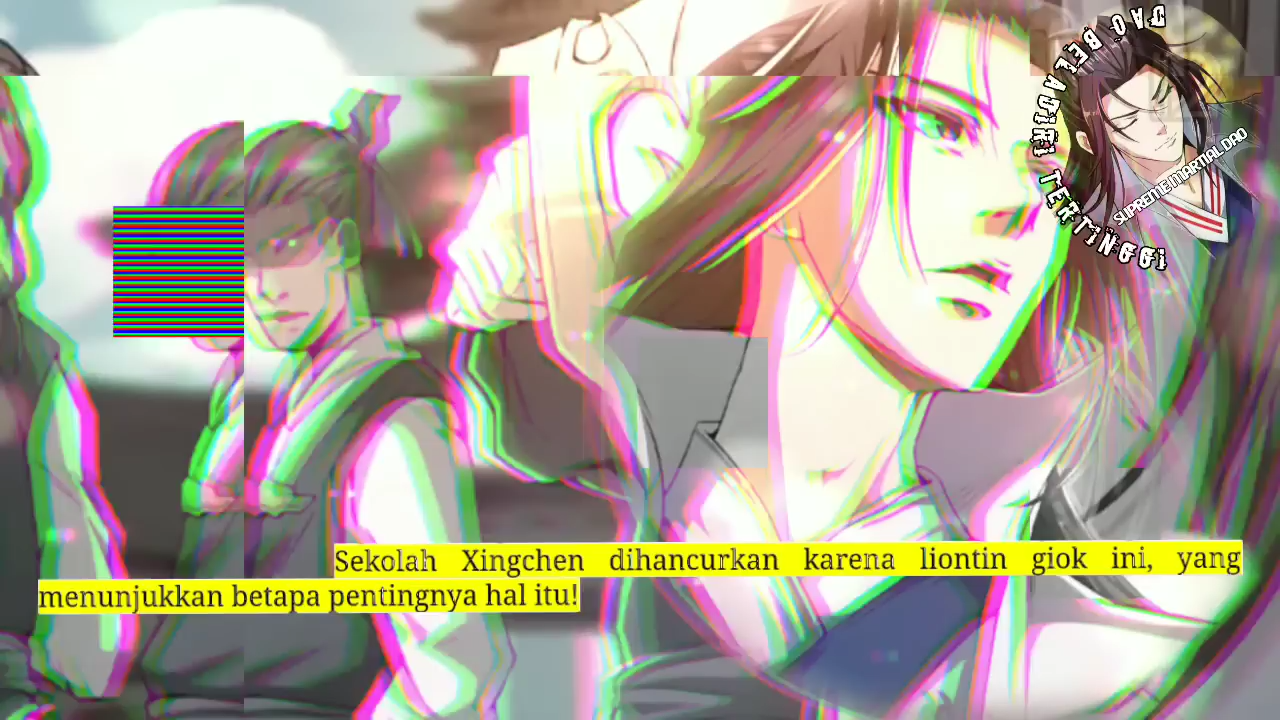 DAO BELADIRI TERTINGGI
SUPREME MARTIAL DAO
Sekolah Xingchen dihancurkan karena liontin giok ini, yang
menunjukkan betapa pentingnya hal itu!